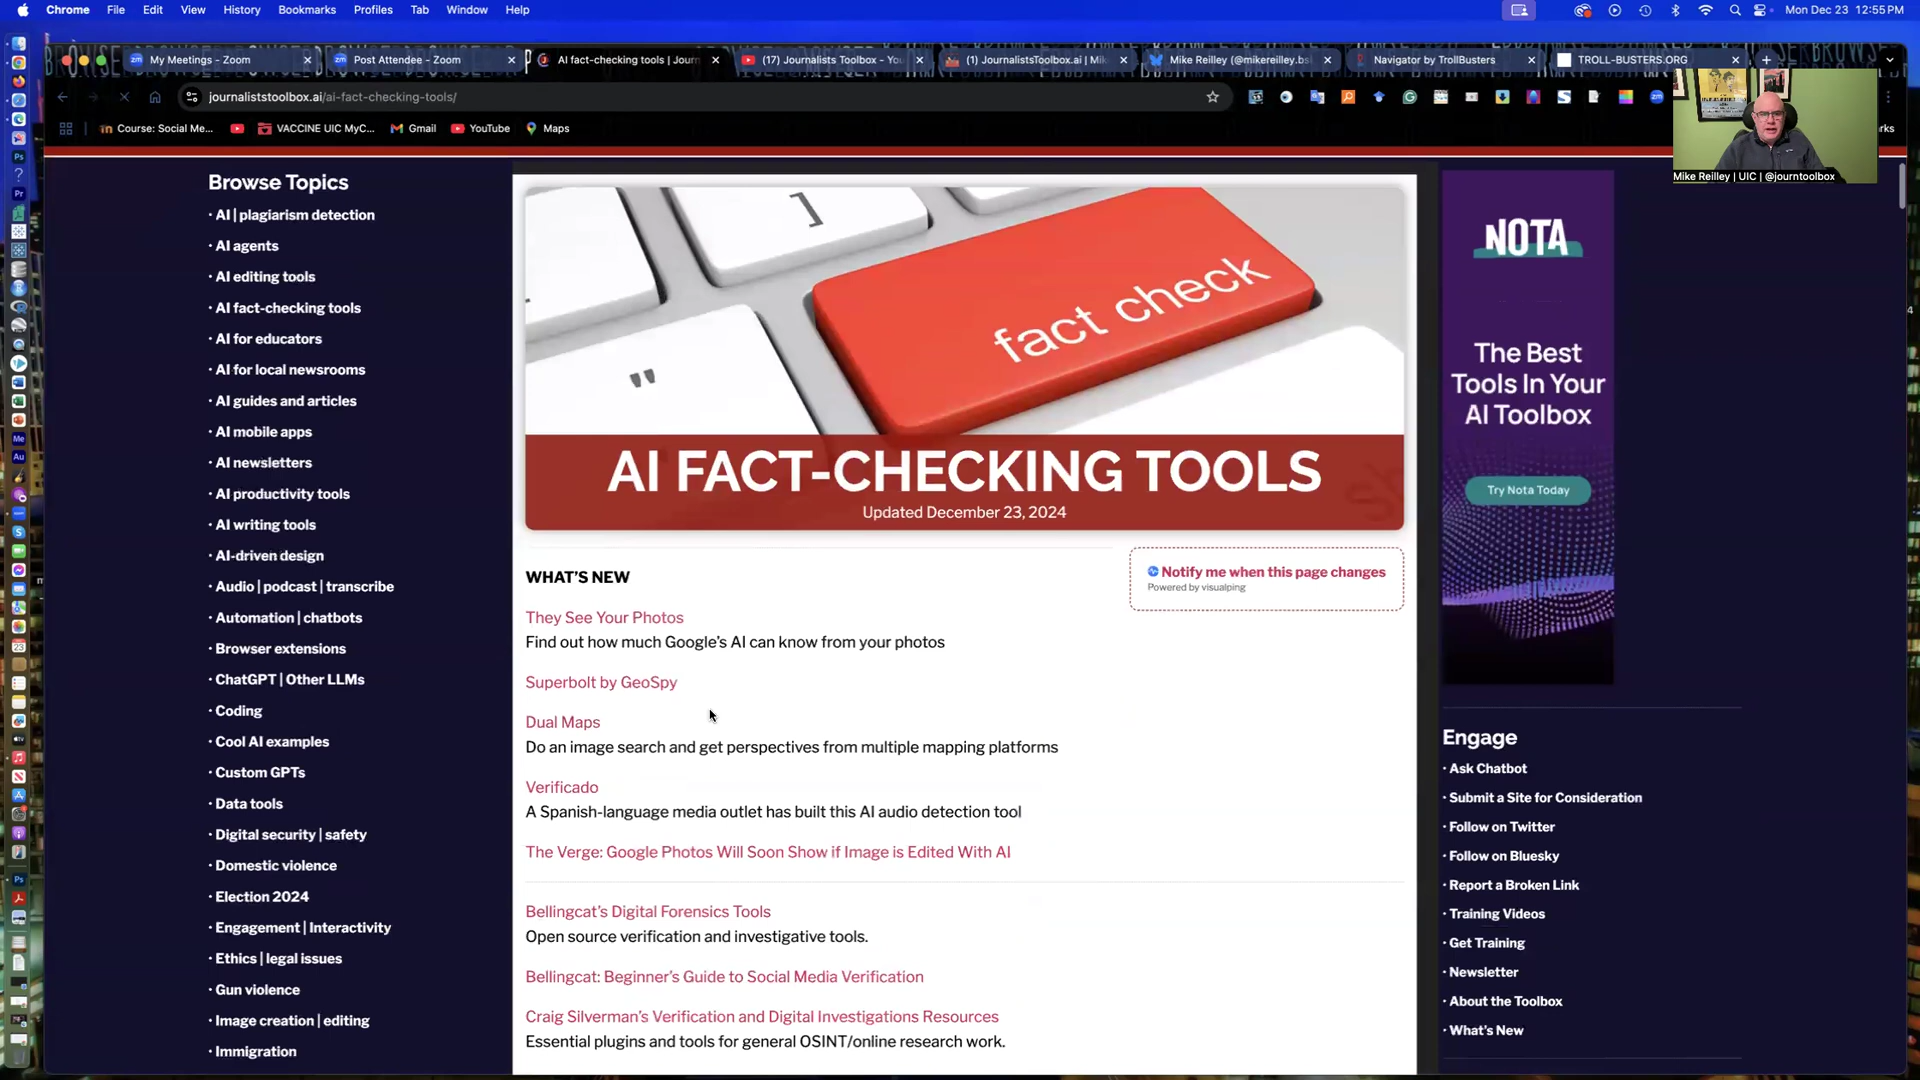 Chrome File Edit View History Bookmarks Profiles Tab Window Help
Mon Dec 23 12:55 PM
My Meetings - Zoom
Post Attendee - Zoom
AI fact-checking tools | Journ
(17) Journalists Toolbox - You
(1) JournalistsToolbox.ai | Mik
Mike Reilley (@mikereilley.bs
Navigator by TrollBusters
TROLL-BUSTERS.ORG
journaliststoolbox.ai/ai-fact-checking-tools/
Course: Social Me...
VACCINE UIC MyC...
Gmail
YouTube
Maps
Mike Reilley | UIC | @journtoolbox
Browse Topics
· AI | plagiarism detection
· AI agents
· AI editing tools
· AI fact-checking tools
· AI for educators
· AI for local newsrooms
· AI guides and articles
· AI mobile apps
· AI newsletters
· AI productivity tools
· AI writing tools
· AI-driven design
· Audio | podcast | transcribe
· Automation | chatbots
· Browser extensions
· ChatGPT | Other LLMs
· Coding
· Cool AI examples
· Custom GPTs
· Data tools
· Digital security | safety
· Domestic violence
· Election 2024
· Engagement | Interactivity
· Ethics | legal issues
· Gun violence
· Image creation | editing
· Immigration
fact check
AI FACT-CHECKING TOOLS
Updated December 23, 2024
WHAT'S NEW
Notify me when this page changes
Powered by visualping
They See Your Photos
Find out how much Google's AI can know from your photos
Superbolt by GeoSpy
Dual Maps
Do an image search and get perspectives from multiple mapping platforms
Verificado
A Spanish-language media outlet has built this AI audio detection tool
The Verge: Google Photos Will Soon Show if Image is Edited With AI
Bellingcat's Digital Forensics Tools
Open source verification and investigative tools.
Bellingcat: Beginner's Guide to Social Media Verification
Craig Silverman's Verification and Digital Investigations Resources
Essential plugins and tools for general OSINT/online research work.
NOTA
The Best
Tools In Your
AI Toolbox
Try Nota Today
Engage
· Ask Chatbot
· Submit a Site for Consideration
· Follow on Twitter
· Follow on Bluesky
· Report a Broken Link
· Training Videos
· Get Training
· Newsletter
· About the Toolbox
· What's New